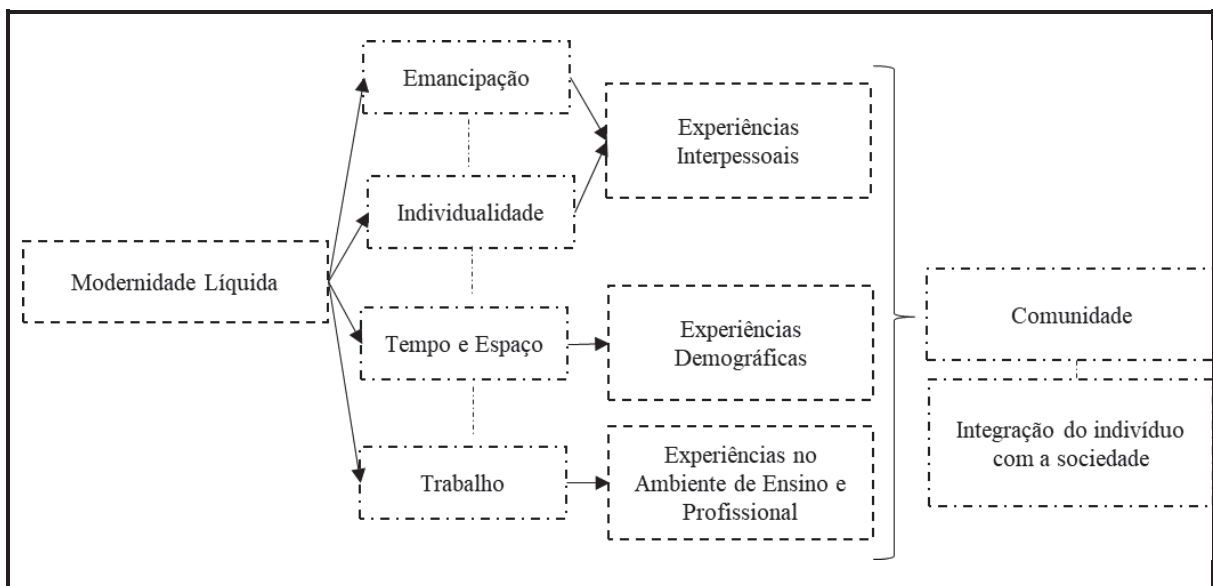 Emancipação
Experiências
Interpessoais
Individualidade
Modernidade Líquida
Tempo e Espaço
Experiências
Demográficas
Comunidade
Trabalho
Experiências no
Ambiente de Ensino e
Profissional
Integração do indivíduo
com a sociedade